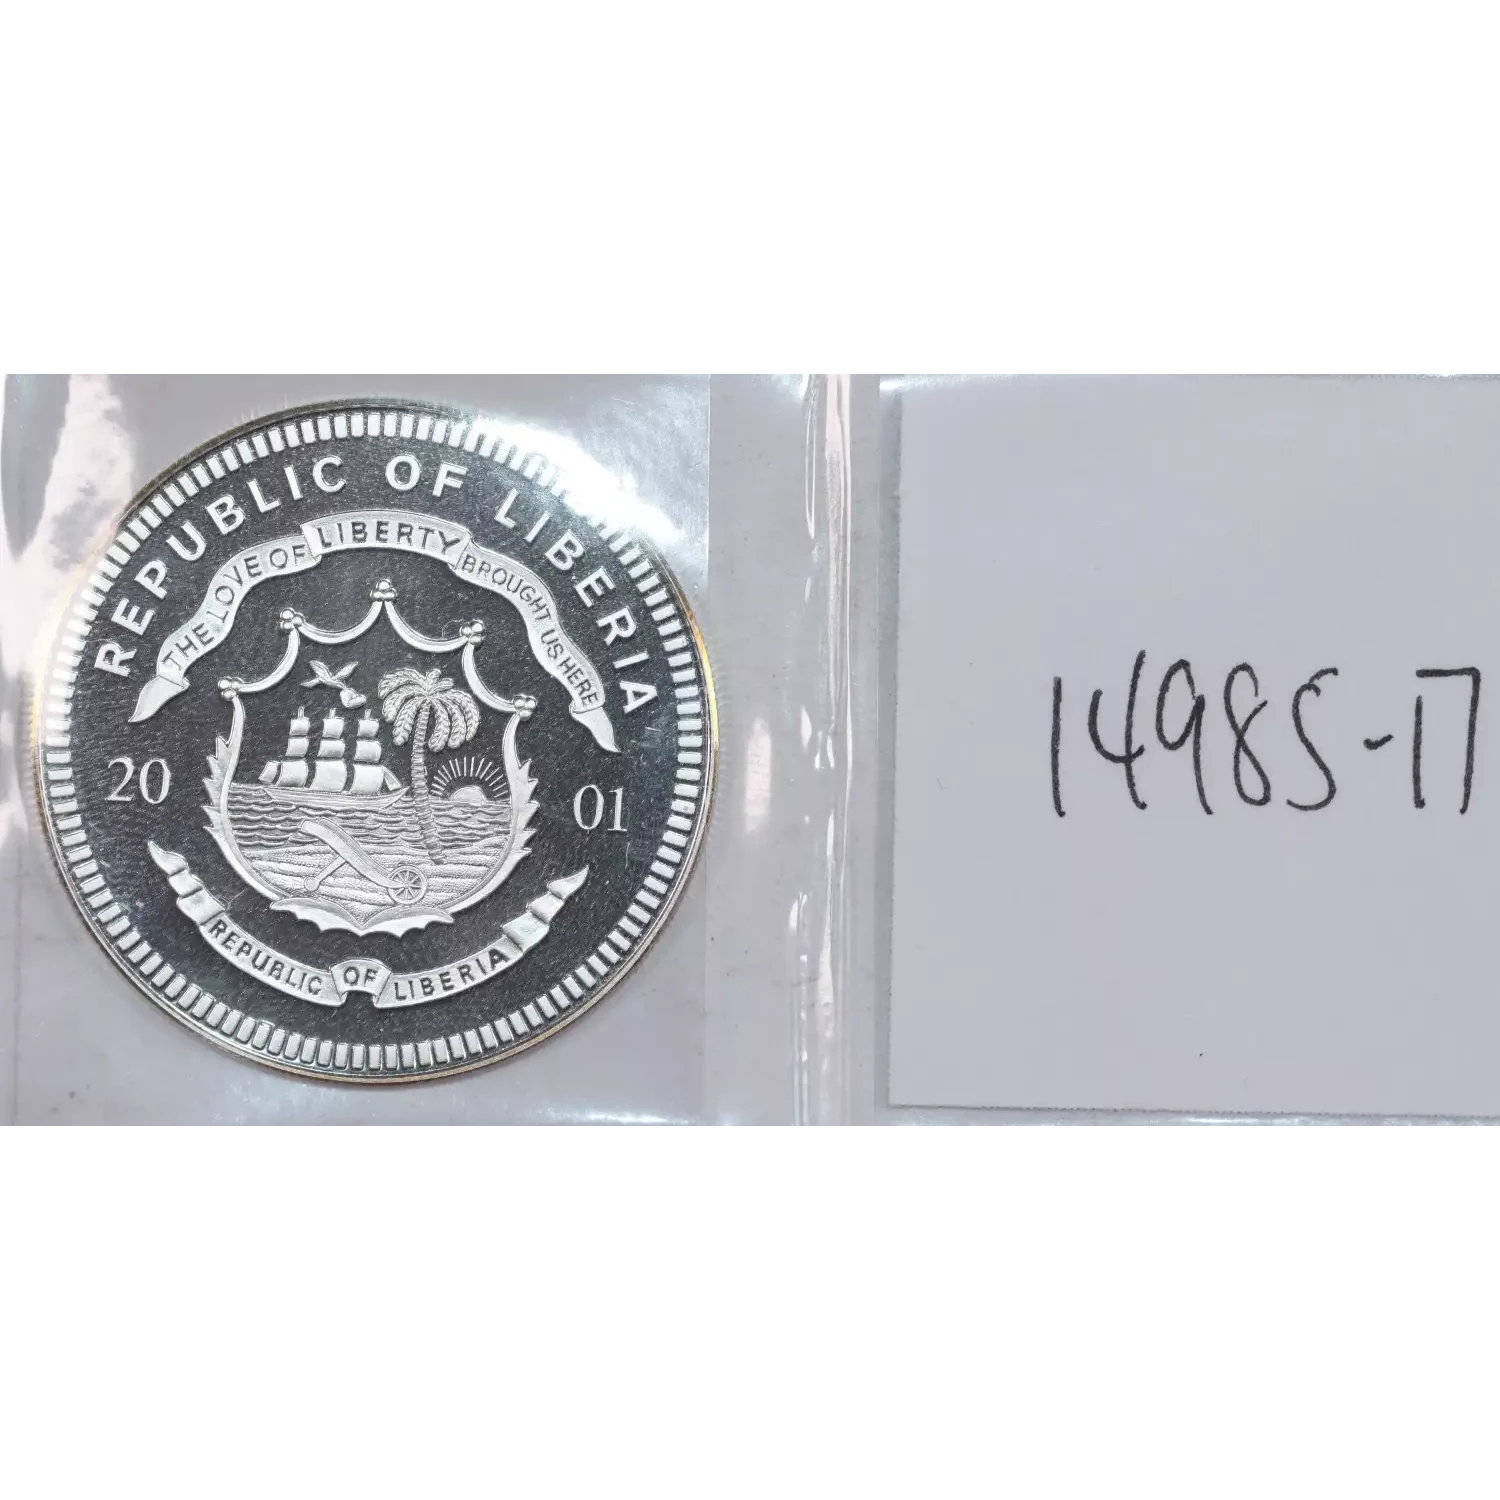 REPUBLIC OF LIBERIA
THE LOVE OF LIBERTY BROUGHT US HERE
20 01
REPUBLIC OF LIBERIA
14985-17